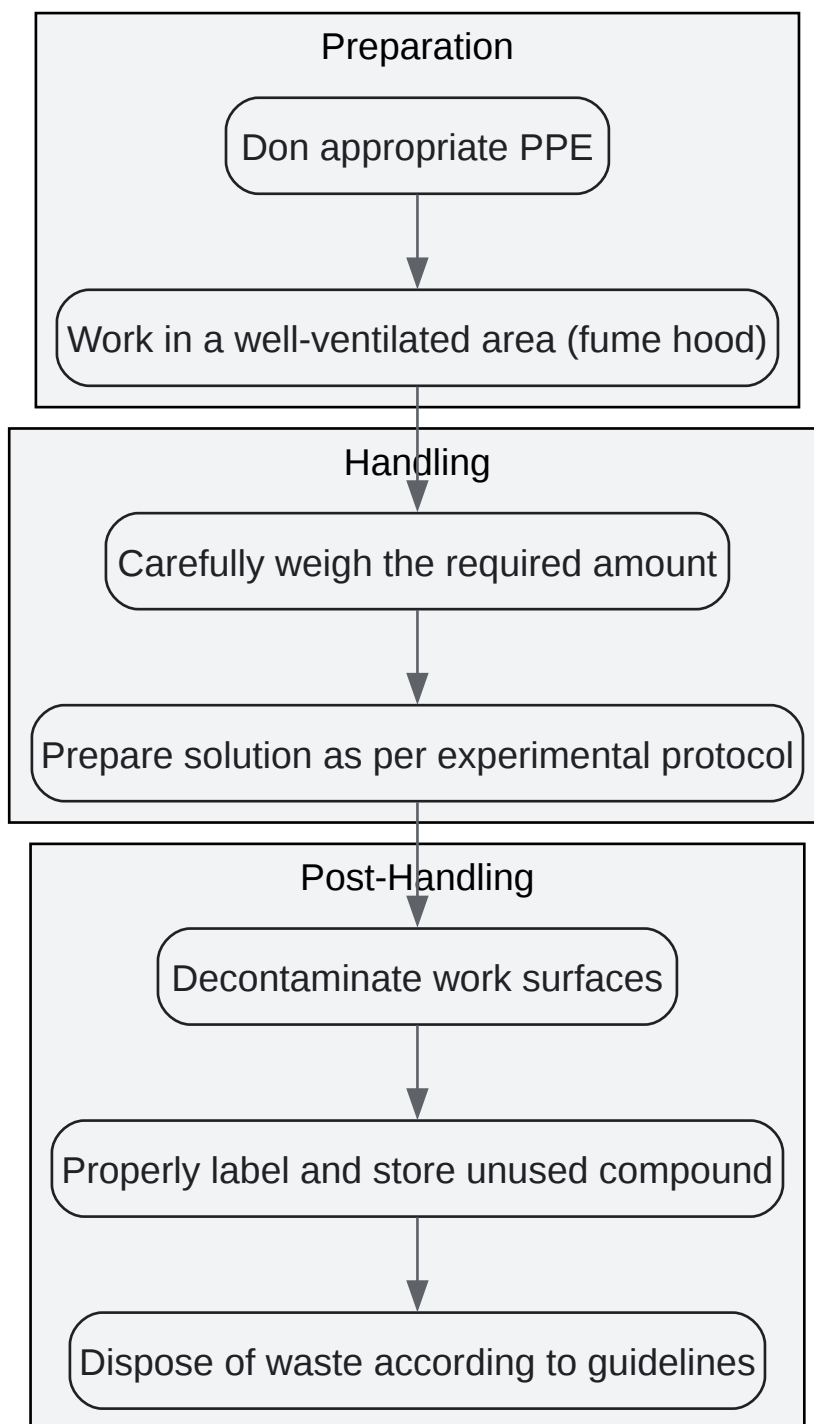 Preparation
Don appropriate PPE
Work in a well-ventilated area (fume hood)
Handling
Carefully weigh the required amount
Prepare solution as per experimental protocol
Post-Handling
Decontaminate work surfaces
Properly label and store unused compound
Dispose of waste according to guidelines